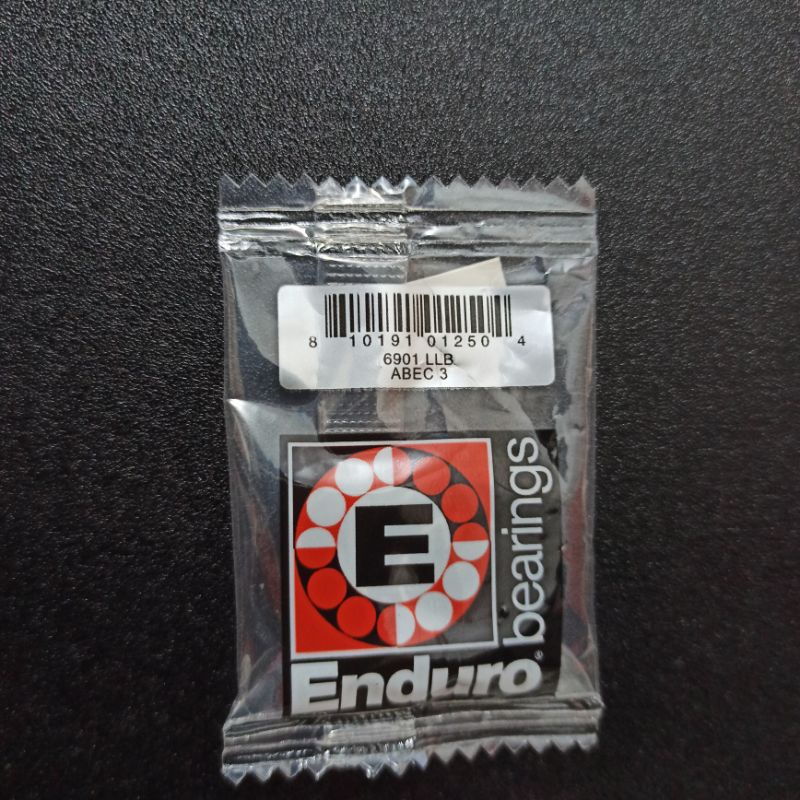 8 10191 01250 4
6901 LLB
ABEC 3
E
Enduro®
bearings